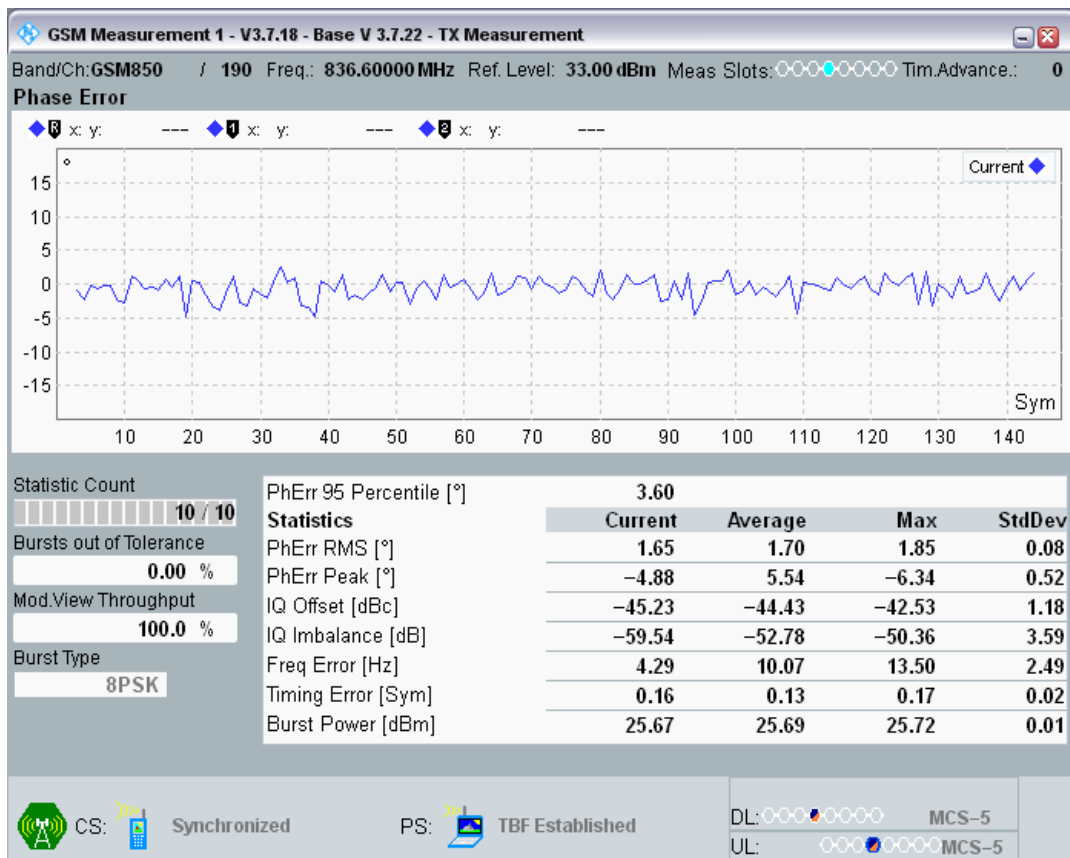 GSM Measurement 1 - V3.7.18 - Base V 3.7.22 - TX Measurement
Band/Ch:GSM850 / 190 Freq.: 836.60000 MHz Ref. Level: 33.00 dBm Meas Slots: Tim.Advance.: 0
Phase Error
R x: y: --- 1 x: y: --- 2 x: y: ---
° Current
15
10
5
0
-5
-10
-15
Sym
10 20 30 40 50 60 70 80 90 100 110 120 130 140
Statistic Count
10 / 10
Bursts out of Tolerance
0.00 %
Mod.View Throughput
100.0 %
Burst Type
8PSK
PhErr 95 Percentile [°] 3.60
Statistics Current Average Max StdDev
PhErr RMS [°] 1.65 1.70 1.85 0.08
PhErr Peak [°] −4.88 5.54 −6.34 0.52
IQ Offset [dBc] −45.23 −44.43 −42.53 1.18
IQ Imbalance [dB] −59.54 −52.78 −50.36 3.59
Freq Error [Hz] 4.29 10.07 13.50 2.49
Timing Error [Sym] 0.16 0.13 0.17 0.02
Burst Power [dBm] 25.67 25.69 25.72 0.01
CS: Synchronized PS: TBF Established
DL: MCS−5
UL: MCS−5